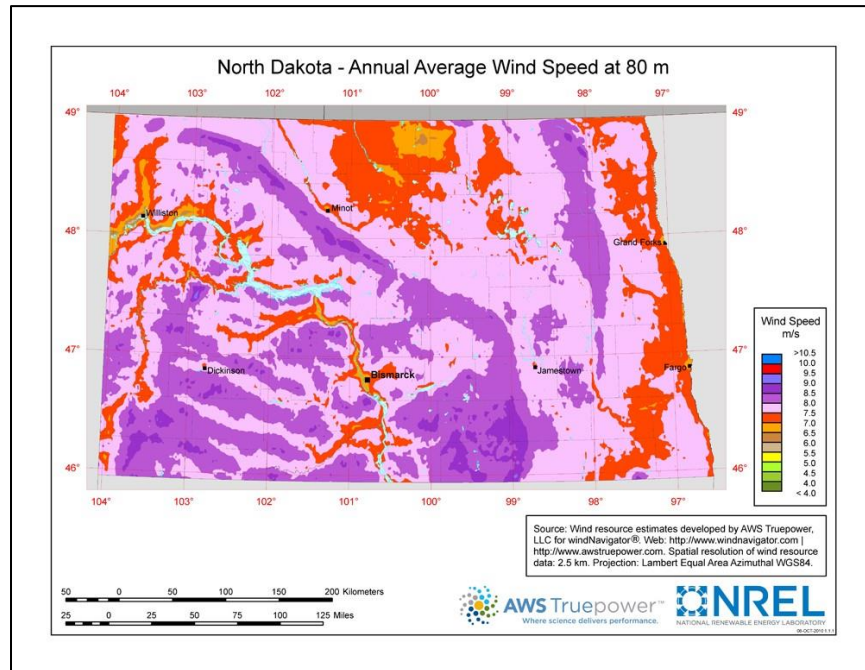 North Dakota - Annual Average Wind Speed at 80 m
104° 103° 102° 101° 100° 99° 98° 97°
49° 49°
Williston
Minot
48° 48°
Grand Forks
Wind Speed
m/s
>10.5
10.0
9.5
9.0
8.5
8.0
7.5
7.0
6.5
6.0
5.5
5.0
4.5
4.0
< 4.0
47° 47°
Dickinson
Bismarck
Jamestown
Fargo
46° 46°
104° 103° 102° 101° 100° 99° 98° 97°
Source: Wind resource estimates developed by AWS Truepower,
LLC for windNavigator®. Web: http://www.windnavigator.com |
http://www.awstruepower.com. Spatial resolution of wind resource
data: 2.5 km. Projection: Lambert Equal Area Azimuthal WGS84.
50 0 50 100 150 200 Kilometers
25 0 25 50 75 100 125 Miles
AWS Truepower™
Where science delivers performance.
NREL
NATIONAL RENEWABLE ENERGY LABORATORY